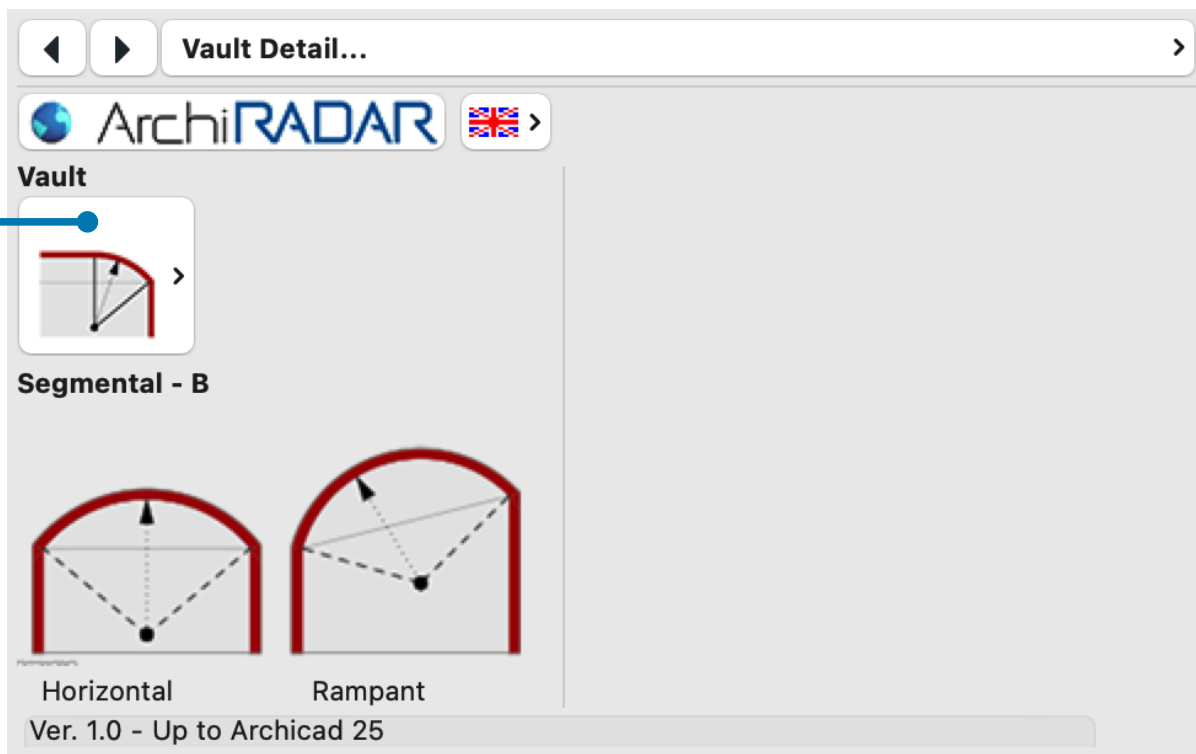 Vault Detail...
ArchiRADAR
Vault
Segmental - B
Horizontal
Rampant
Ver. 1.0 - Up to Archicad 25